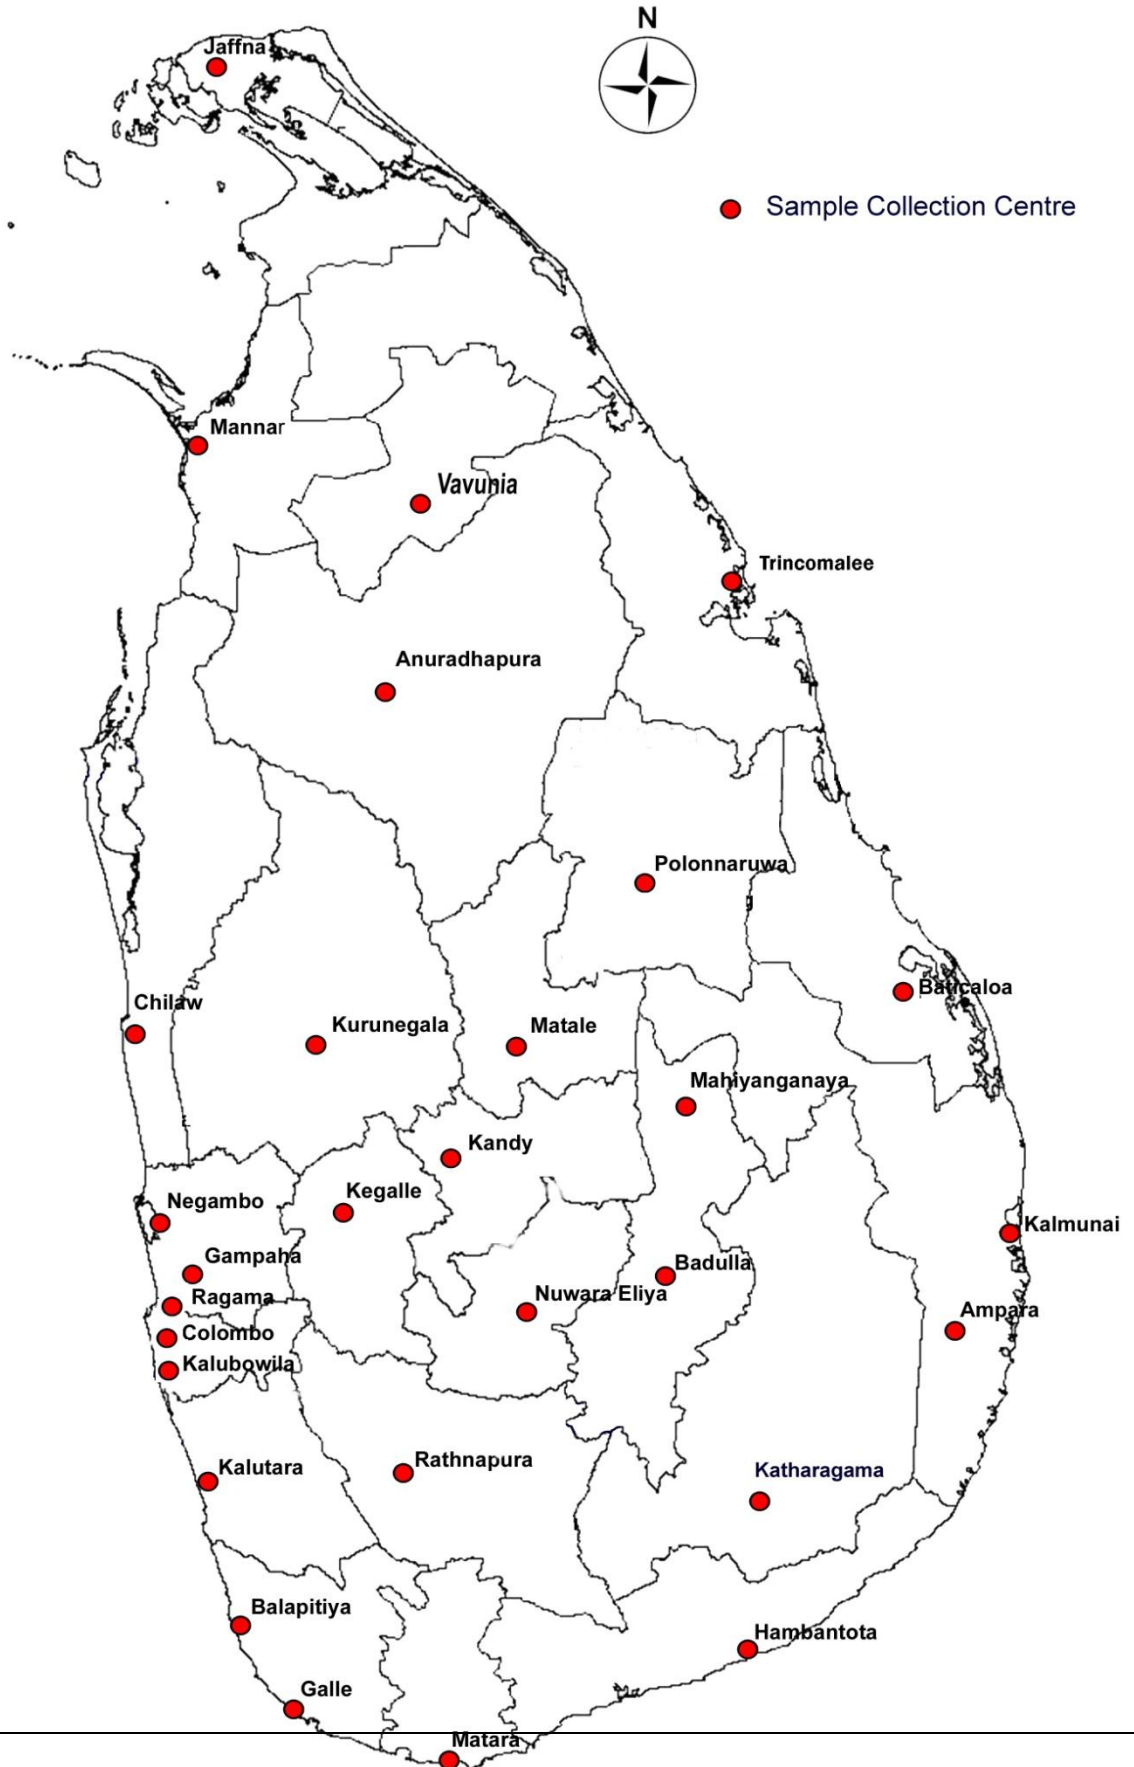 N
Jaffna
Sample Collection Centre
Mannar
Vavunia
Trincomalee
Anuradhapura
Polonnaruwa
Baticaloa
Chilaw
Kurunegala
Matale
Mahiyanganaya
Kandy
Kegalle
Negambo
Kalmunai
Gampaha
Badulla
Nuwara Eliya
Ragama
Ampara
Colombo
Kalubowila
Rathnapura
Kalutara
Katharagama
Balapitiya
Hambantota
Galle
Matara